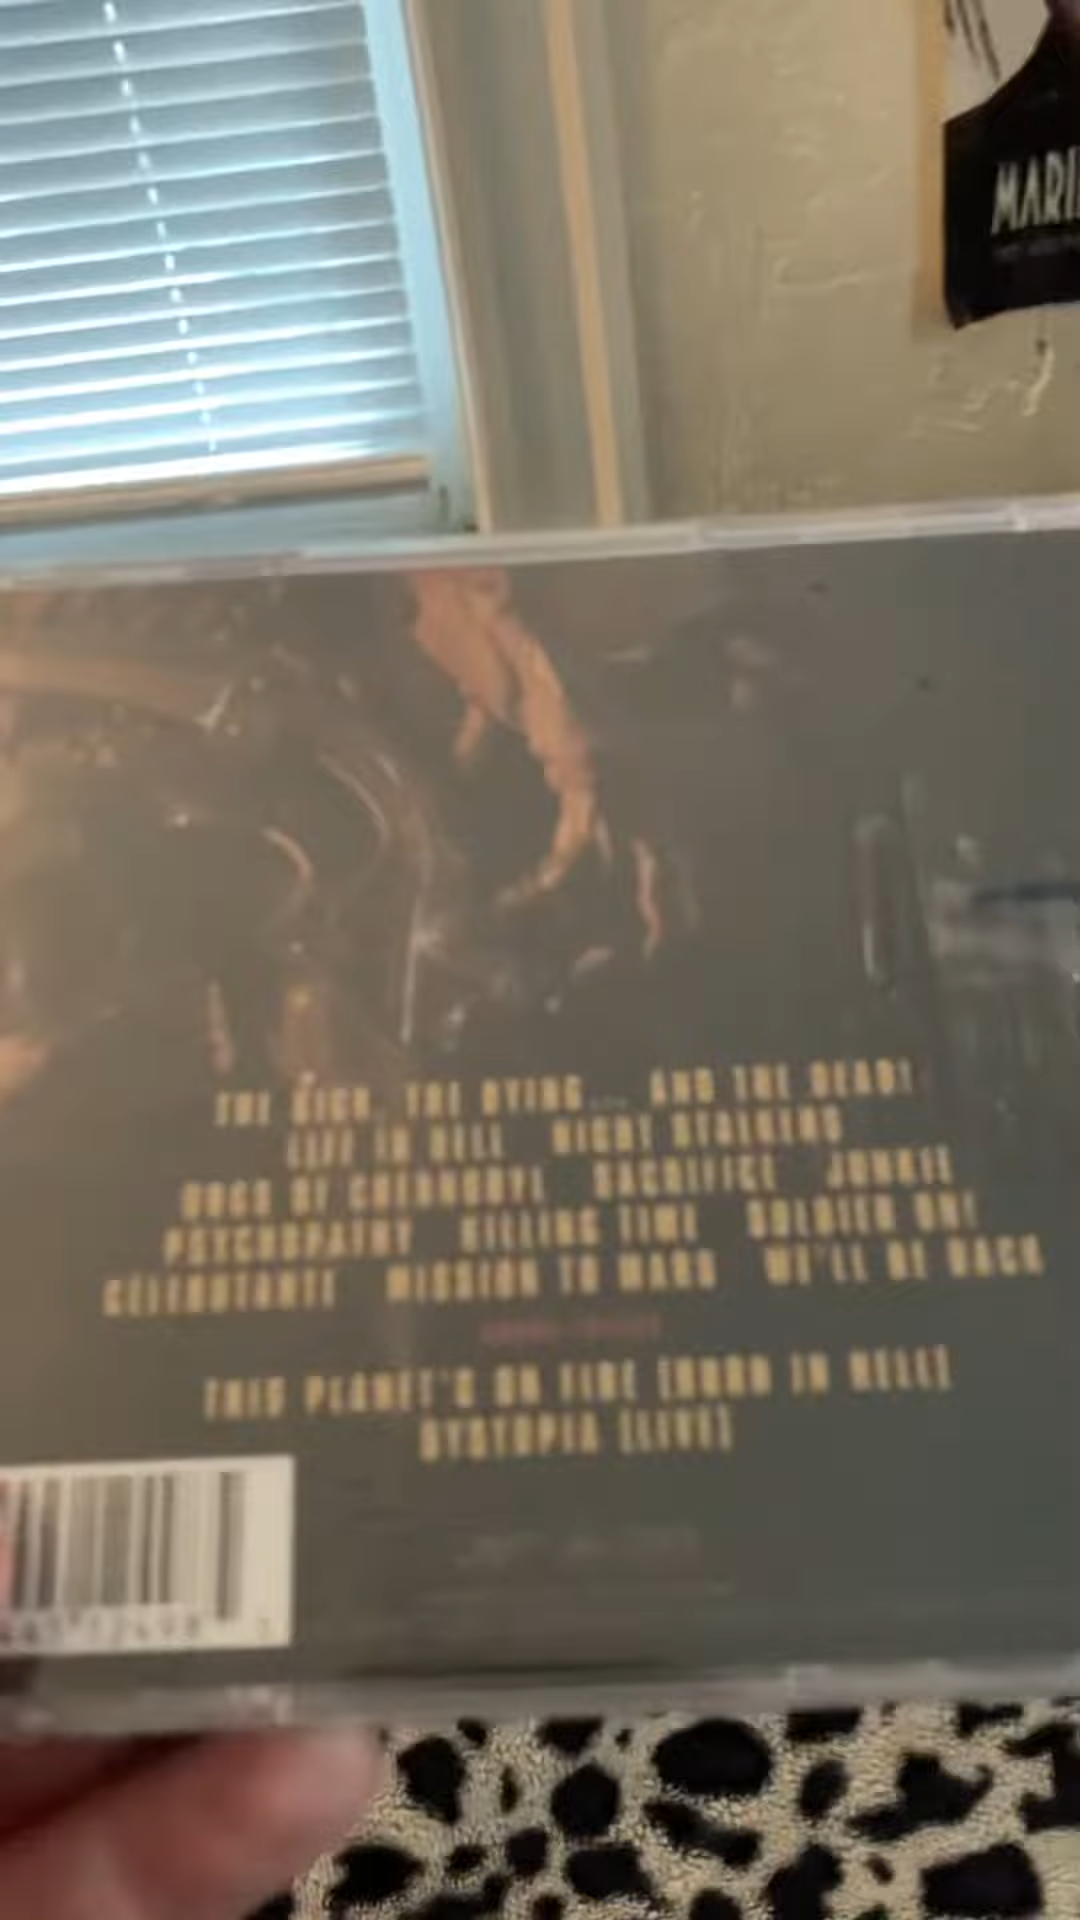 MARI
THE SICK, THE DYING... AND THE DEAD!
LIFE IN HELL NIGHT STALKERS
DOGS OF CHERNOBYL SACRIFICE JUNKIE
PSYCHOPATHY KILLING TIME SOLDIER ON!
CÉLEBUTANTE MISSION TO MARS WE'LL BE BACK
THIS PLANET'S ON FIRE [BURN IN HELL]
DYSTOPIA [LIVE]